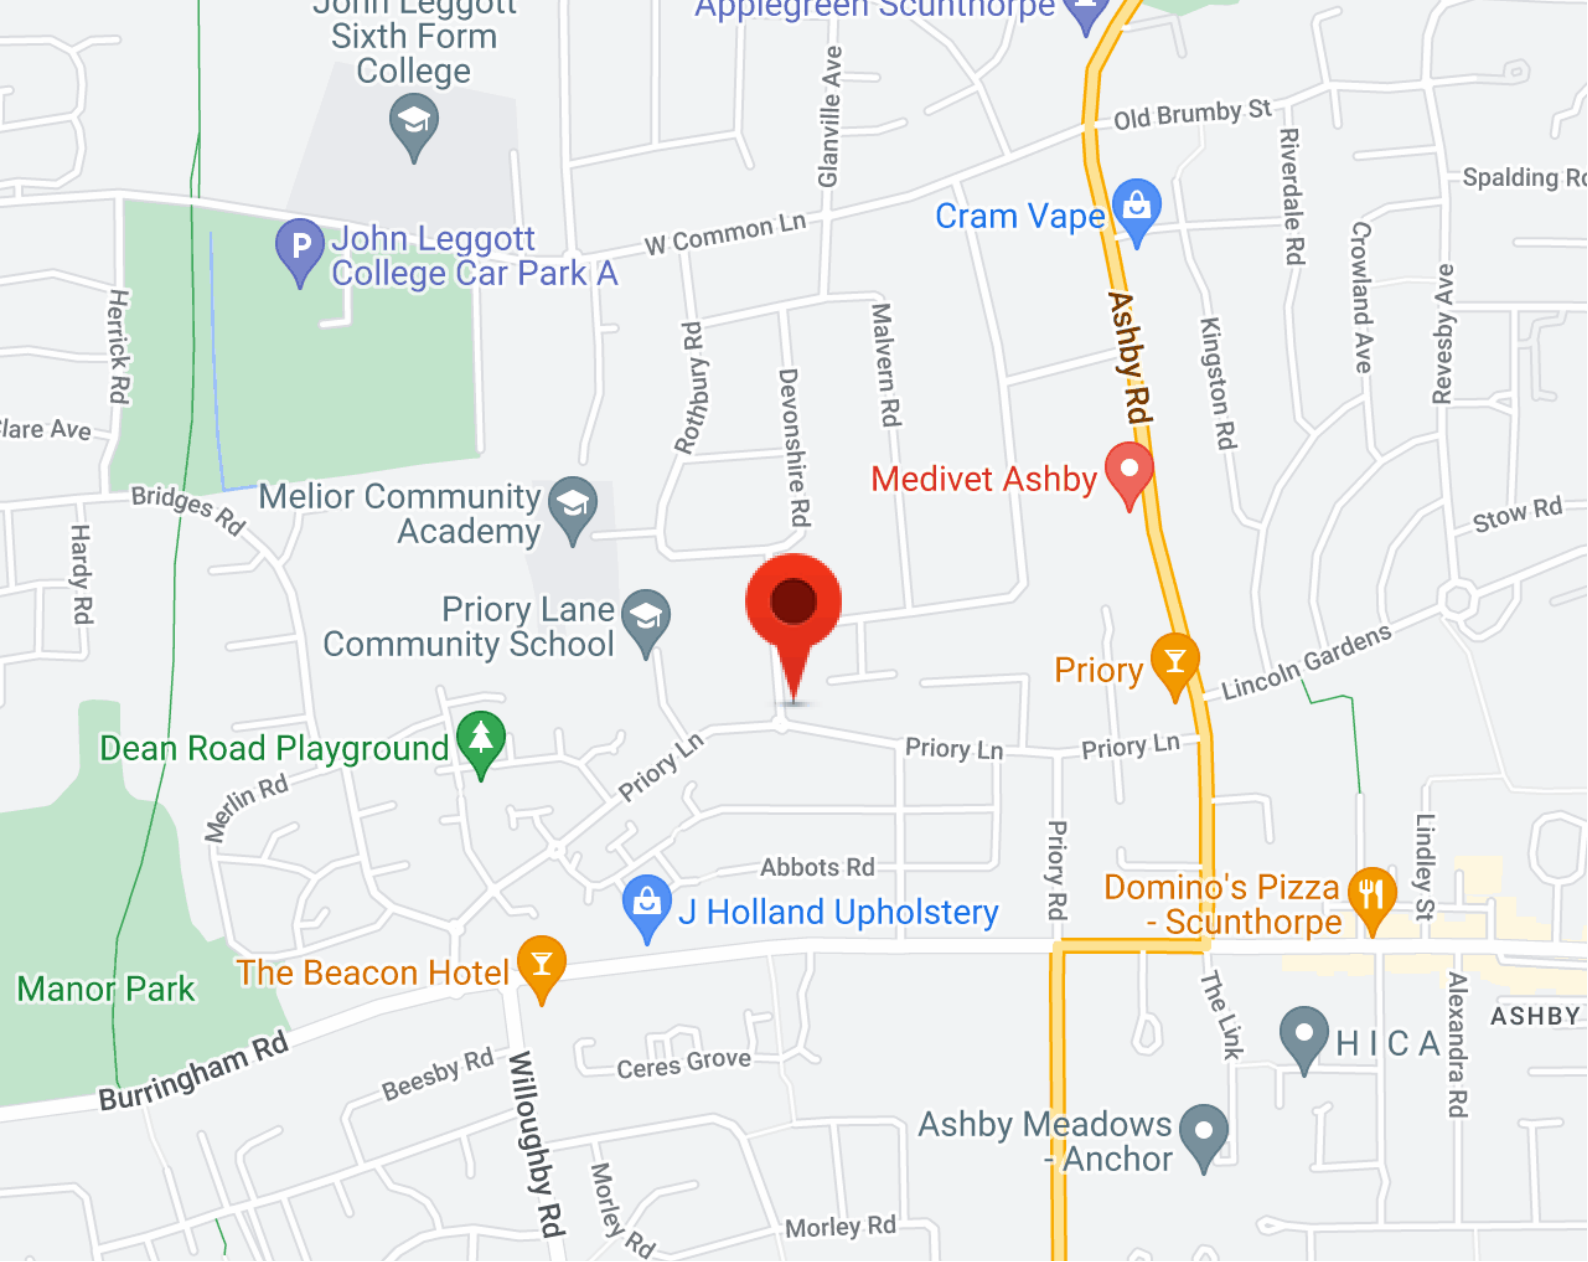 John Leggott
Sixth Form
College
Applegreen Scunthorpe
Glanville Ave
Old Brumby St
Riverdale Rd
Spalding Rd
Cram Vape
W Common Ln
John Leggott
College Car Park A
Herrick Rd
Crowland Ave
Revesby Ave
Ashby Rd
Kingston Rd
Malvern Rd
Rothbury Rd
Devonshire Rd
Clare Ave
Medivet Ashby
Bridges Rd
Melior Community
Academy
Stow Rd
Hardy Rd
Priory Lane
Community School
Priory
Lincoln Gardens
Dean Road Playground
Priory Ln
Priory Ln
Priory Ln
Merlin Rd
Abbots Rd
Priory Rd
Lindley St
Domino's Pizza
- Scunthorpe
J Holland Upholstery
The Beacon Hotel
Manor Park
The Link
Alexandra Rd
ASHBY
H I C A
Burringham Rd
Beesby Rd
Willoughby Rd
Ceres Grove
Ashby Meadows
- Anchor
Morley Rd
Morley Rd